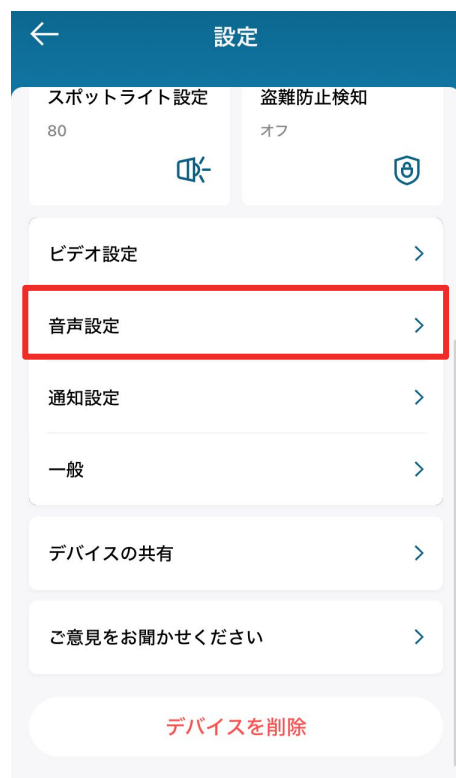 設定
スポットライト設定
80
盗難防止検知
オフ
ビデオ設定
音声設定
通知設定
一般
デバイスの共有
ご意見をお聞かせください
デバイスを削除